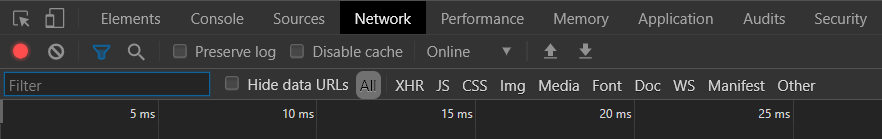 Elements Console Sources Network Performance Memory Application Audits Security
Preserve log Disable cache Online
Filter Hide data URLs All XHR JS CSS Img Media Font Doc WS Manifest Other
5 ms 10 ms 15 ms 20 ms 25 ms